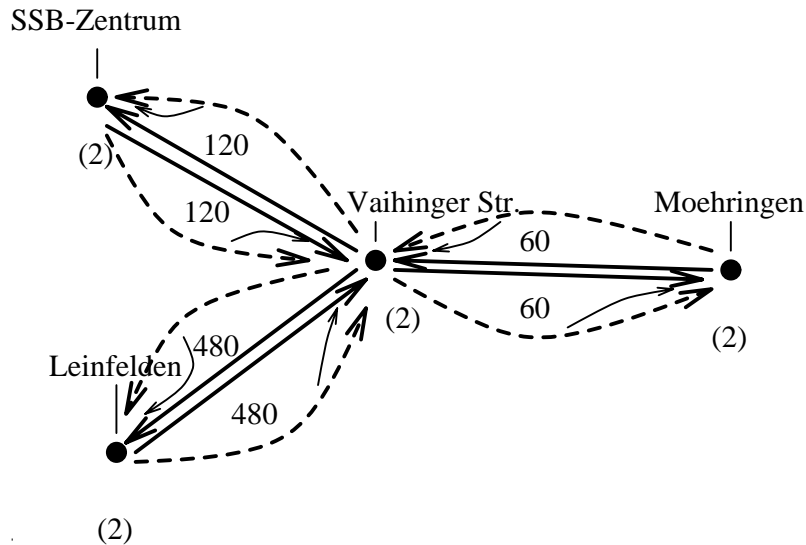 SSB-Zentrum
120
(2)
120
Vaihinger Str.
Moehringen
60
60
(2)
(2)
480
Leinfelden
480
(2)